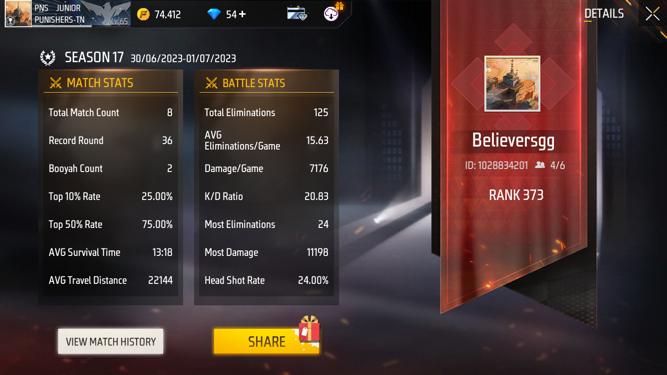 PNS JUNIOR
PUNISHERS-TN
74.412
54+
DETAILS
SEASON 17 30/06/2023-01/07/2023
MATCH STATS
Total Match Count 8
Record Round 36
Booyah Count 2
Top 10% Rate 25.00%
Top 50% Rate 75.00%
AVG Survival Time 13:18
AVG Travel Distance 22144
BATTLE STATS
Total Eliminations 125
AVG
Eliminations/Game 15.63
Damage/Game 7176
K/D Ratio 20.83
Most Eliminations 24
Most Damage 11198
Head Shot Rate 24.00%
Believersgg
ID: 1028834201 4/6
RANK 373
VIEW MATCH HISTORY
SHARE